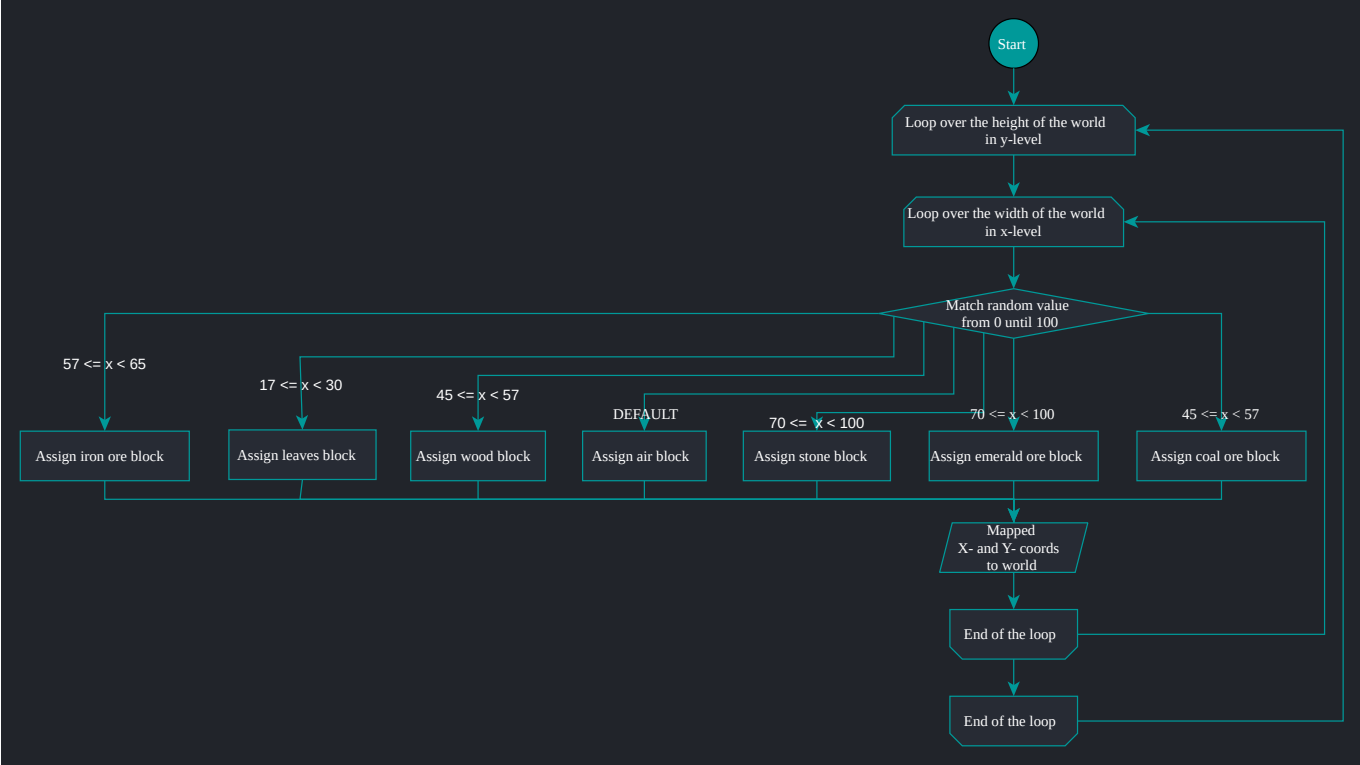 Start
Loop over the height of the world
in y-level
Loop over the width of the world
in x-level
Match random value
from 0 until 100
57 <= x < 65
17 <= x < 30
45 <= x < 57
DEFAULT
70 <=  x < 100
70 <= x < 100
45 <= x < 57
Assign iron ore block
Assign leaves block
Assign wood block
Assign air block
Assign stone block
Assign emerald ore block
Assign coal ore block
Mapped
X- and Y- coords
to world
End of the loop
End of the loop